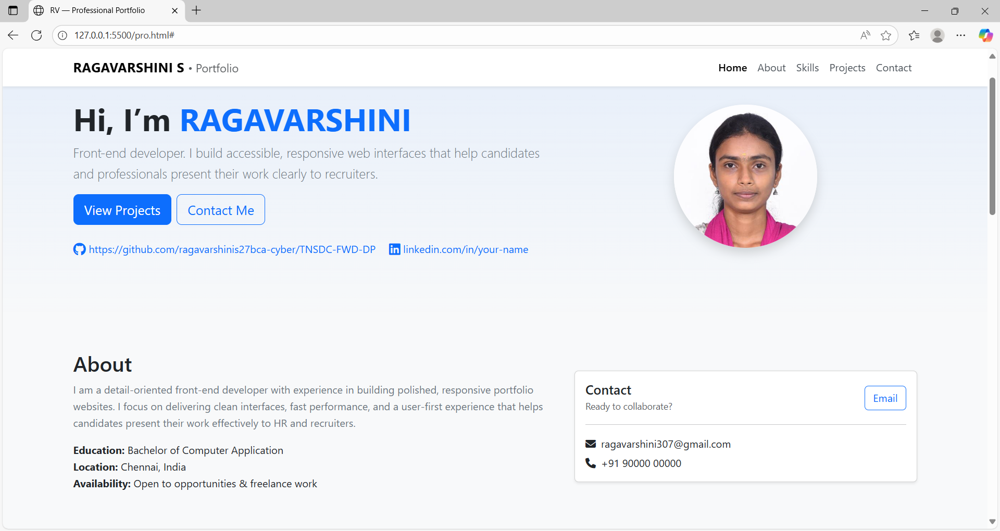 RV — Professional Portfolio
127.0.0.1:5500/pro.html#
RAGAVARSHINI S • Portfolio
Home About Skills Projects Contact
Hi, I’m RAGAVARSHINI
Front-end developer. I build accessible, responsive web interfaces that help candidates
and professionals present their work clearly to recruiters.
View Projects Contact Me
https://github.com/ragavarshinis27bca-cyber/TNSDC-FWD-DP linkedin.com/in/your-name
About
I am a detail-oriented front-end developer with experience in building polished, responsive portfolio
websites. I focus on delivering clean interfaces, fast performance, and a user-first experience that helps
candidates present their work effectively to HR and recruiters.
Education: Bachelor of Computer Application
Location: Chennai, India
Availability: Open to opportunities & freelance work
Contact
Ready to collaborate?
Email
ragavarshini307@gmail.com
+91 90000 00000